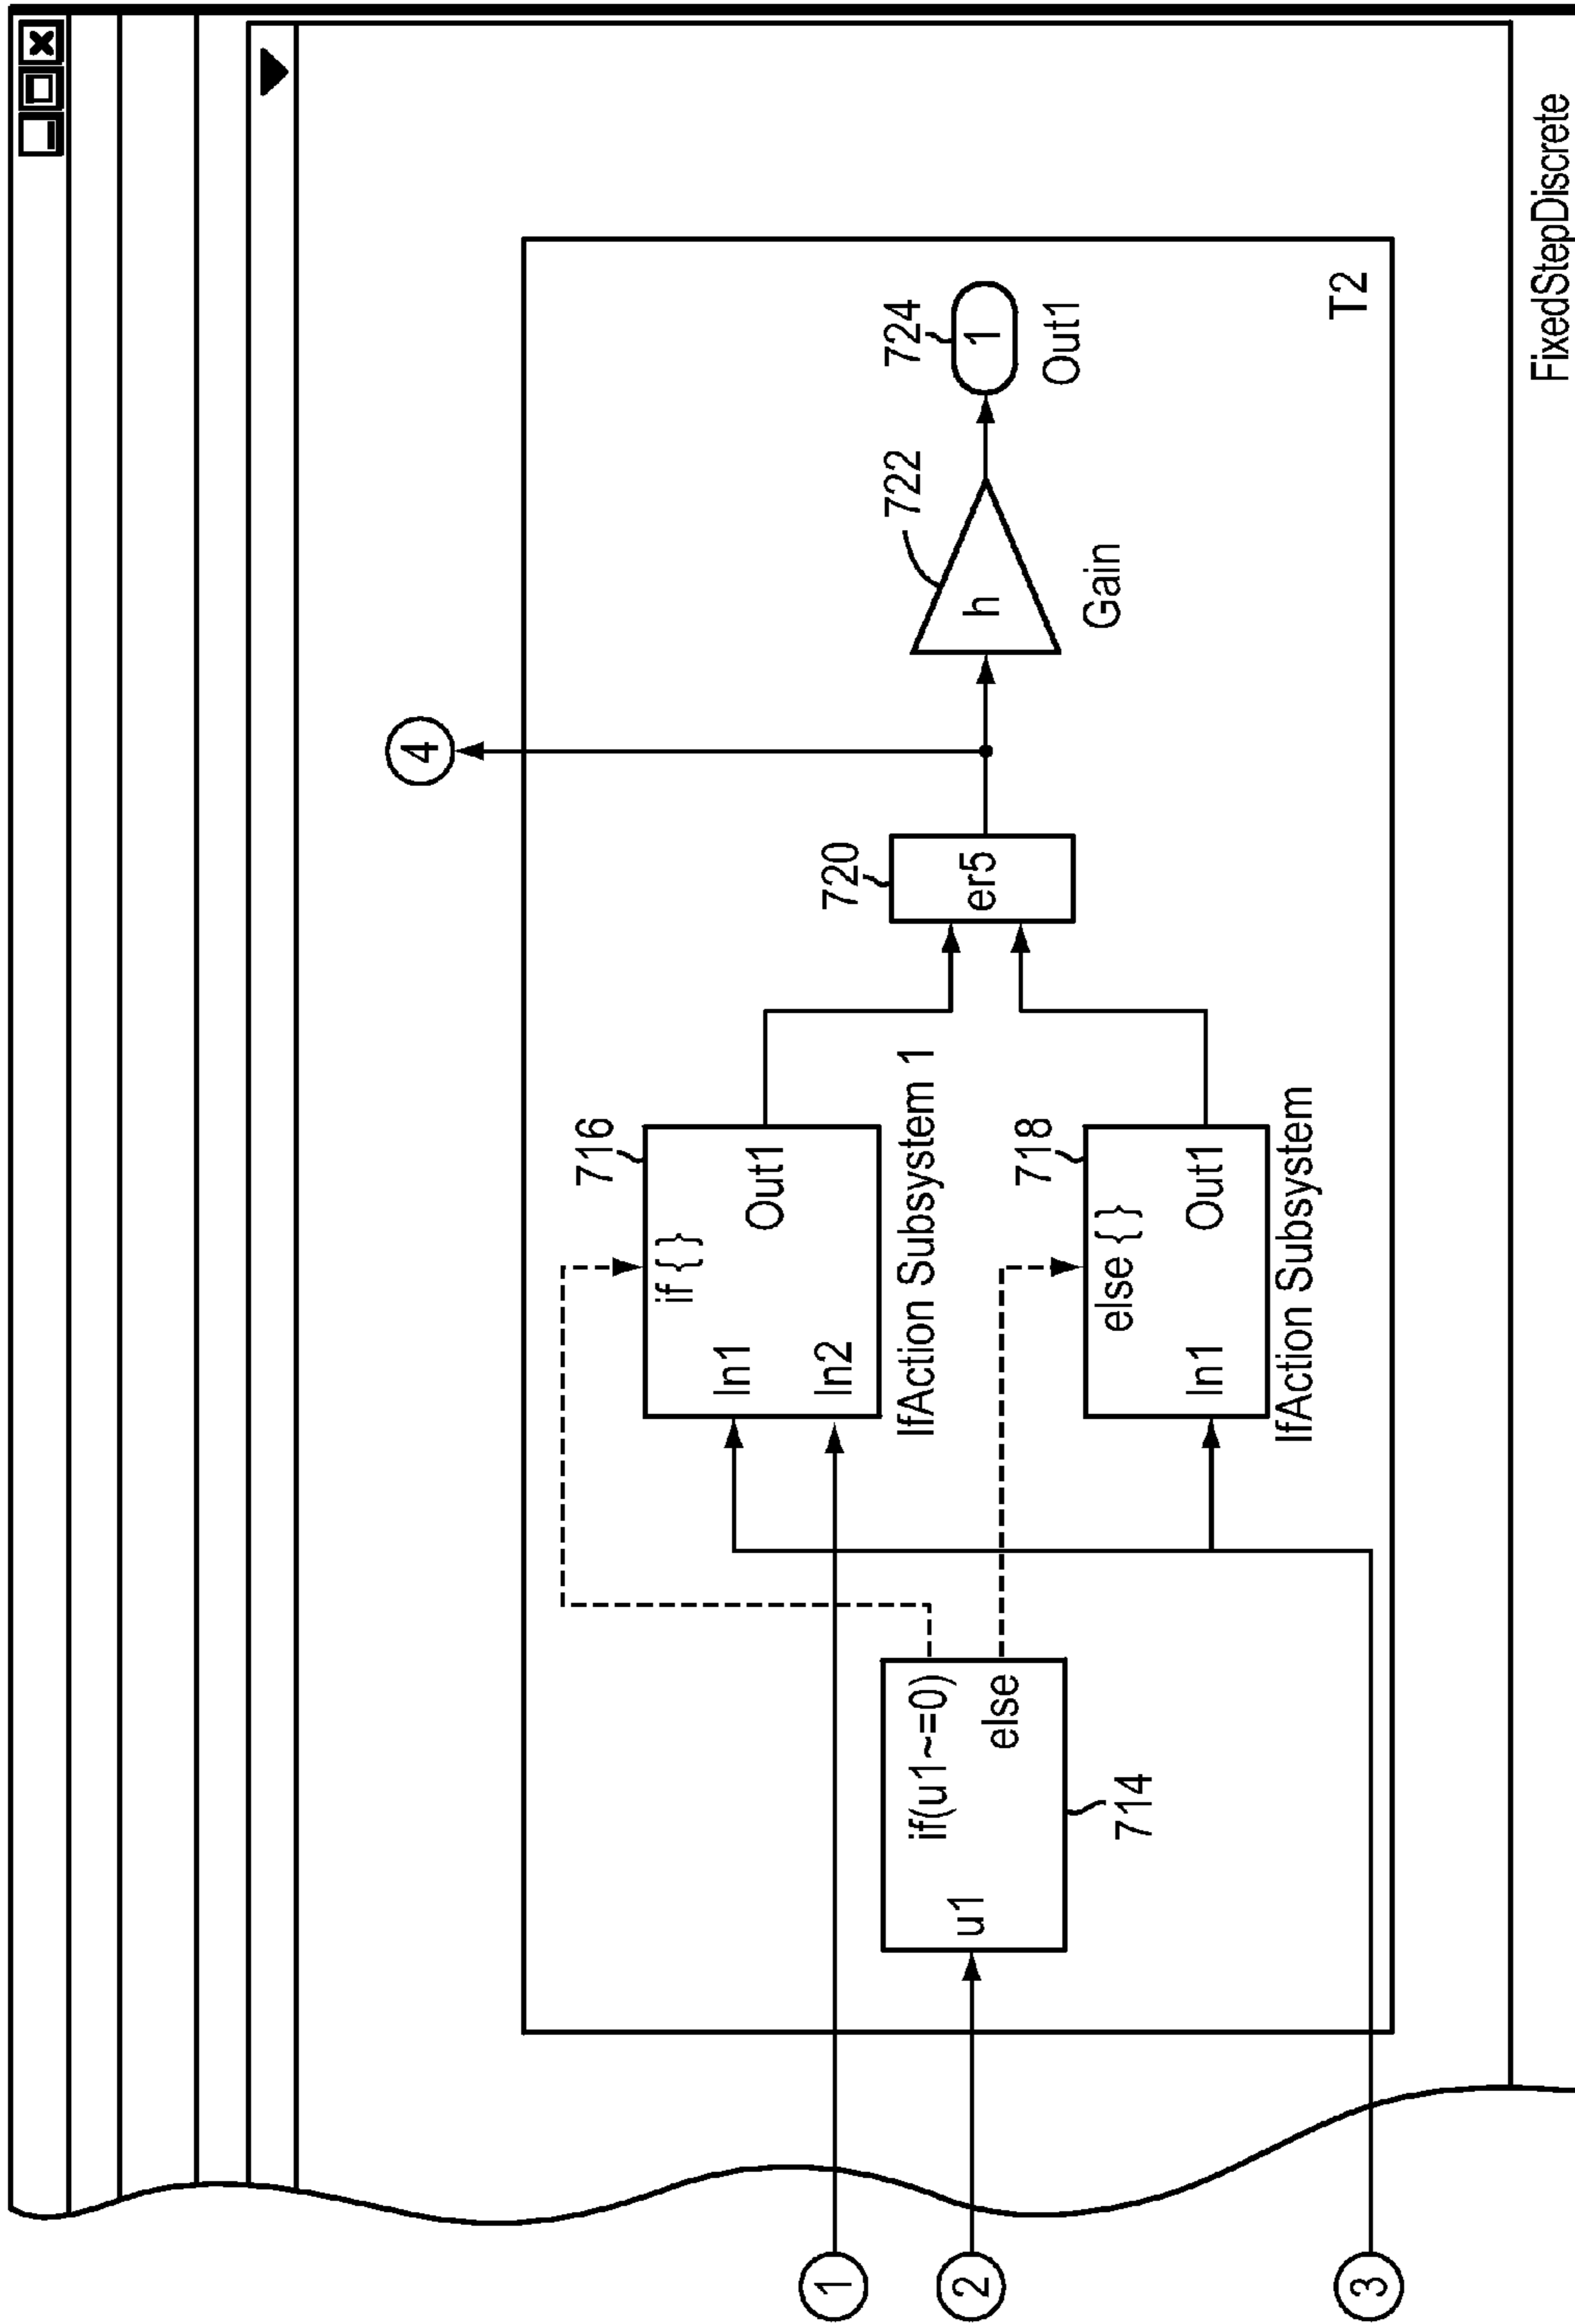 4
716
if { }
In1
Out1
In2
IfAction Subsystem 1
1
2
3
u1
if(u1~=0)
else
714
718
else { }
In1
Out1
IfAction Subsystem
720
er5
722
h
Gain
724
1
Out1
T2
FixedStepDiscrete